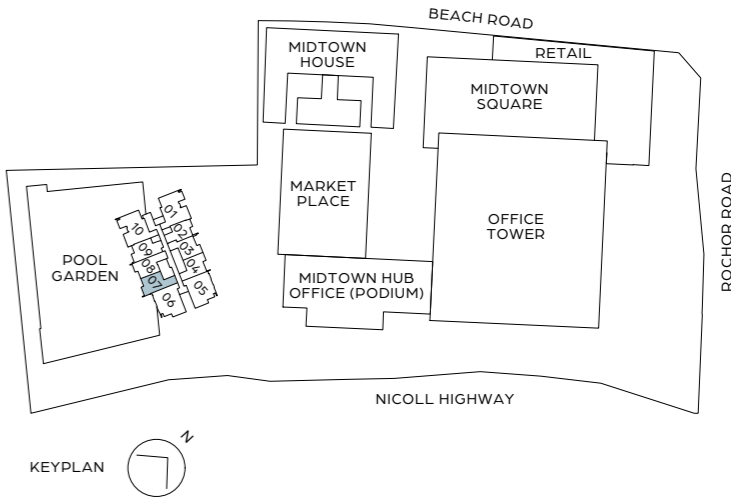 BEACH ROAD
MIDTOWN
HOUSE
RETAIL
MIDTOWN
SQUARE
MARKET
PLACE
OFFICE
TOWER
ROCHOR ROAD
POOL
GARDEN
10
09
08
07
06
01
02
03
04
05
MIDTOWN HUB
OFFICE (PODIUM)
NICOLL HIGHWAY
KEYPLAN
N